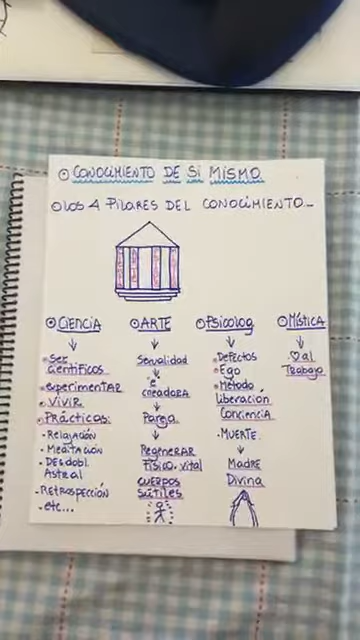 CONOCIMIENTO DE SI MISMO
LOS 4 PILARES DEL CONOCIMIENTO...
CIENCIA
Ser
científicos
experimentar
VIVIR
PRÁCTICAS:
- RELAJACIÓN
- MEDITACIÓN
- DESDOBL.
ASTRAL
- RETROSPECCIÓN
- etc...
ARTE
Sexualidad
creadora
Pareja
REGENERAR
FÍSICO. vital
CUERPOS
SUTILES
PSICOLOG
DEFECTOS
EGO
Método
liberación
Conciencia
. MUERTE.
MADRE
Divina
MÍSTICA
♡ al
Trabajo